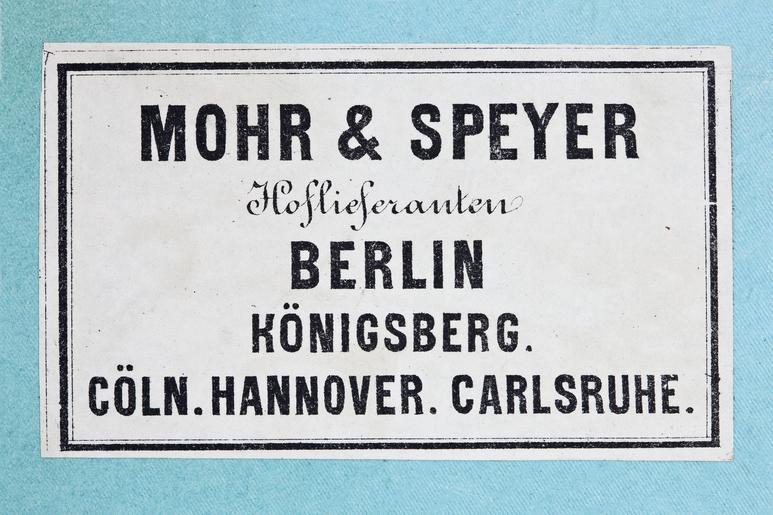 MOHR & SPEYER
Hoflieferanten
BERLIN
KÖNIGSBERG.
CÖLN. HANNOVER. CARLSRUHE.